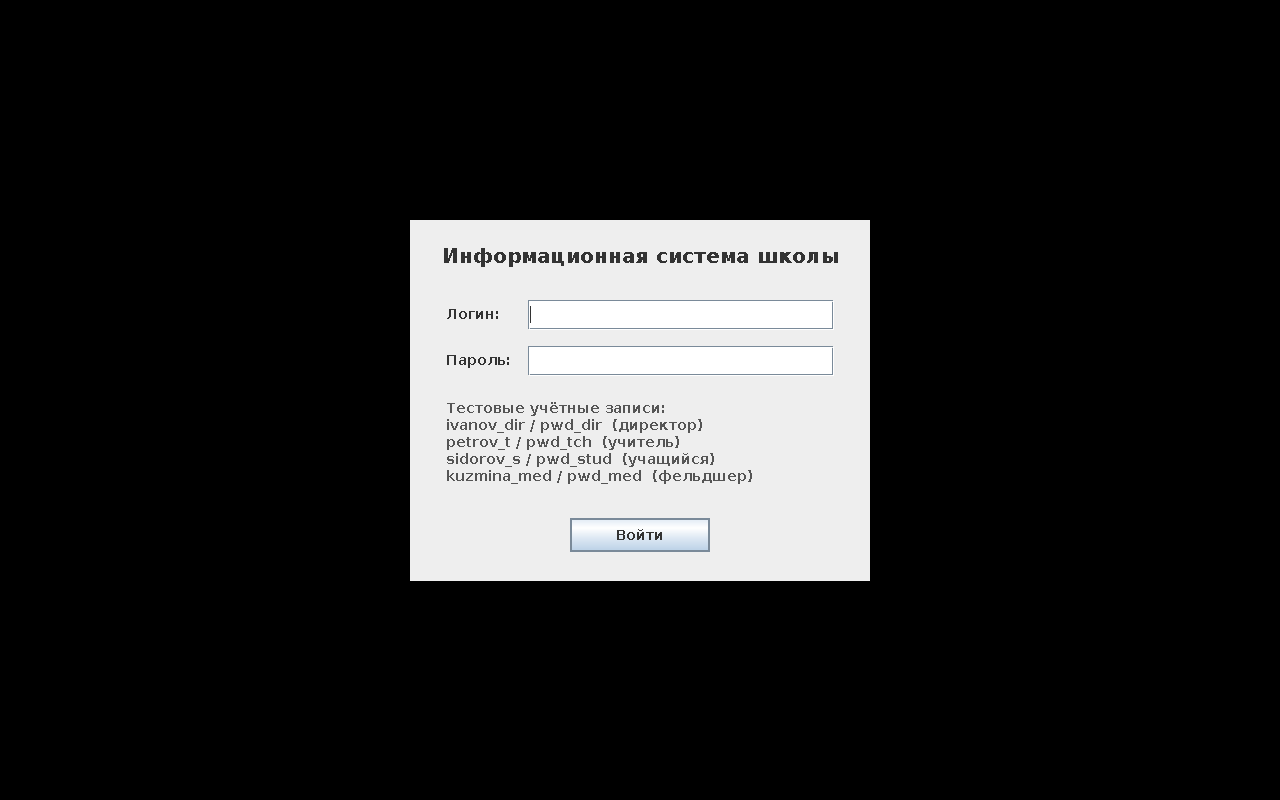 Информационная система школы
Логин:
Пароль:
Тестовые учётные записи:
ivanov_dir / pwd_dir  (директор)
petrov_t / pwd_tch  (учитель)
sidorov_s / pwd_stud  (учащийся)
kuzmina_med / pwd_med  (фельдшер)
Войти